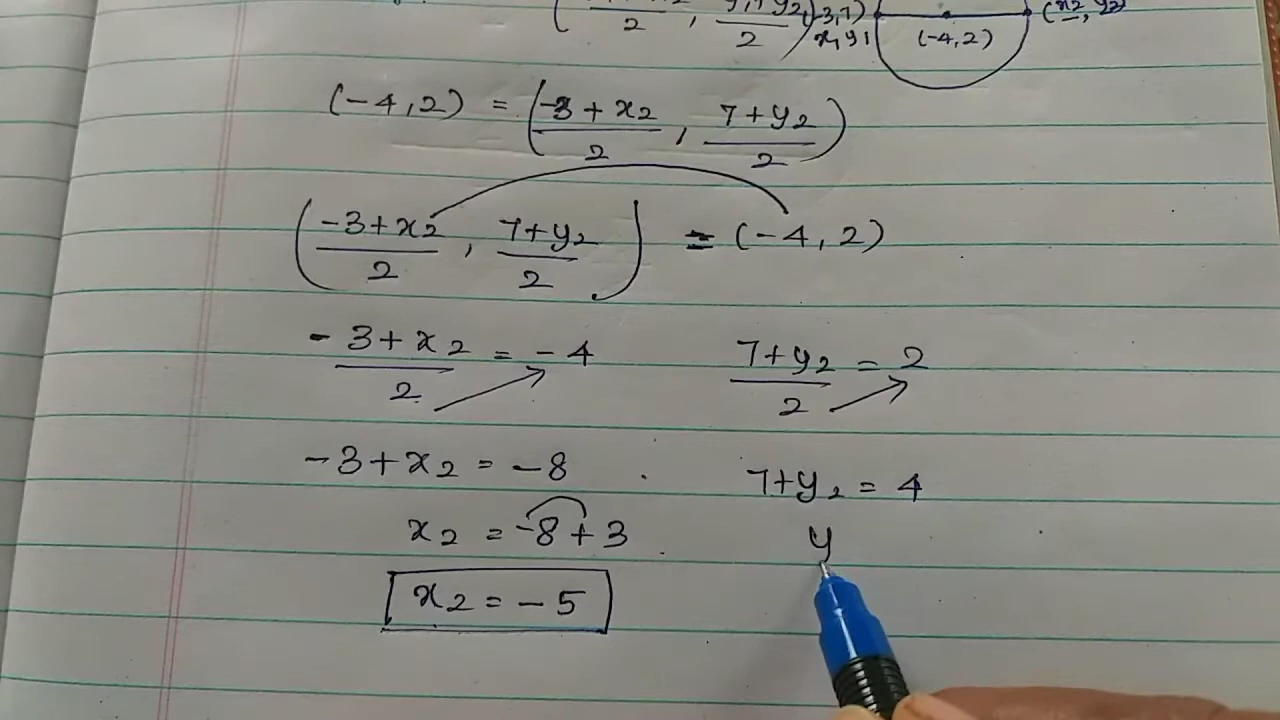 2 , 2 ) x1 y1 (-4,2) (x2, y2)
(-4,2) = (-3+x2/2 , 7+y2/2)
(-3+x2/2 , 7+y2/2) = (-4,2)
-3+x2/2 = -4 7+y2/2 = 2
-3+x2 = -8 7+y2 = 4
x2 = -8+3 y
x2 = -5